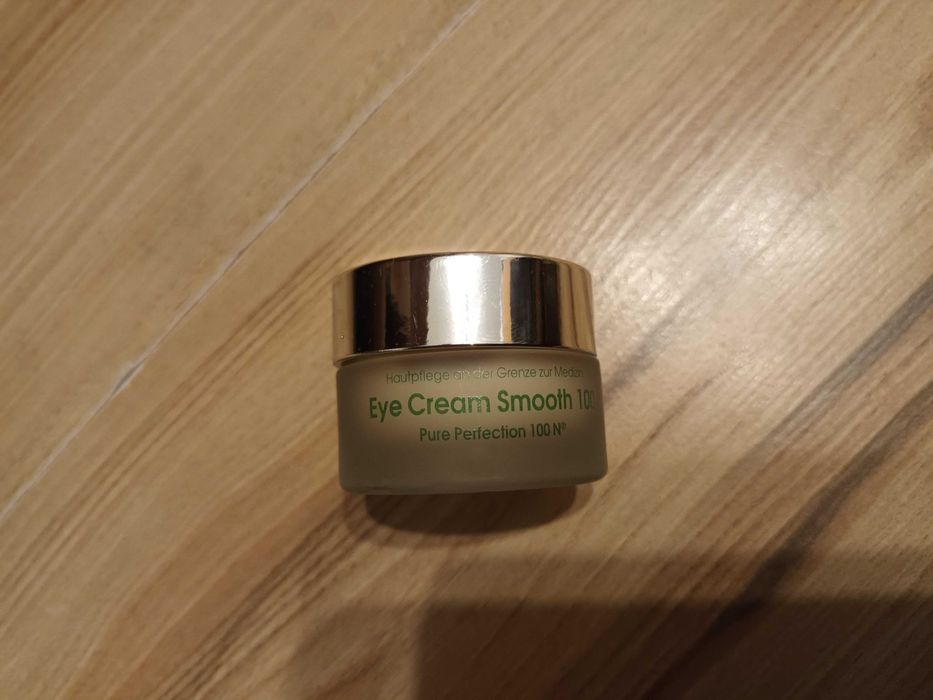 Hautpflege an der Grenze zur Medizin
Eye Cream Smooth 100
Pure Perfection 100 N®